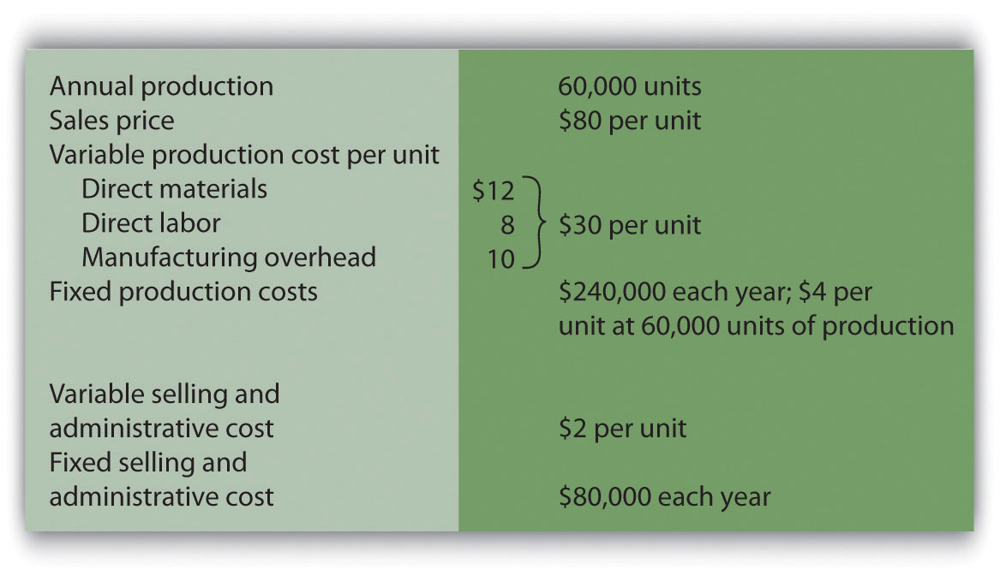 Annual production 60,000 units
Sales price $80 per unit
Variable production cost per unit
Direct materials $12
Direct labor 8 $30 per unit
Manufacturing overhead 10
Fixed production costs $240,000 each year; $4 per
unit at 60,000 units of production
Variable selling and
administrative cost $2 per unit
Fixed selling and
administrative cost $80,000 each year